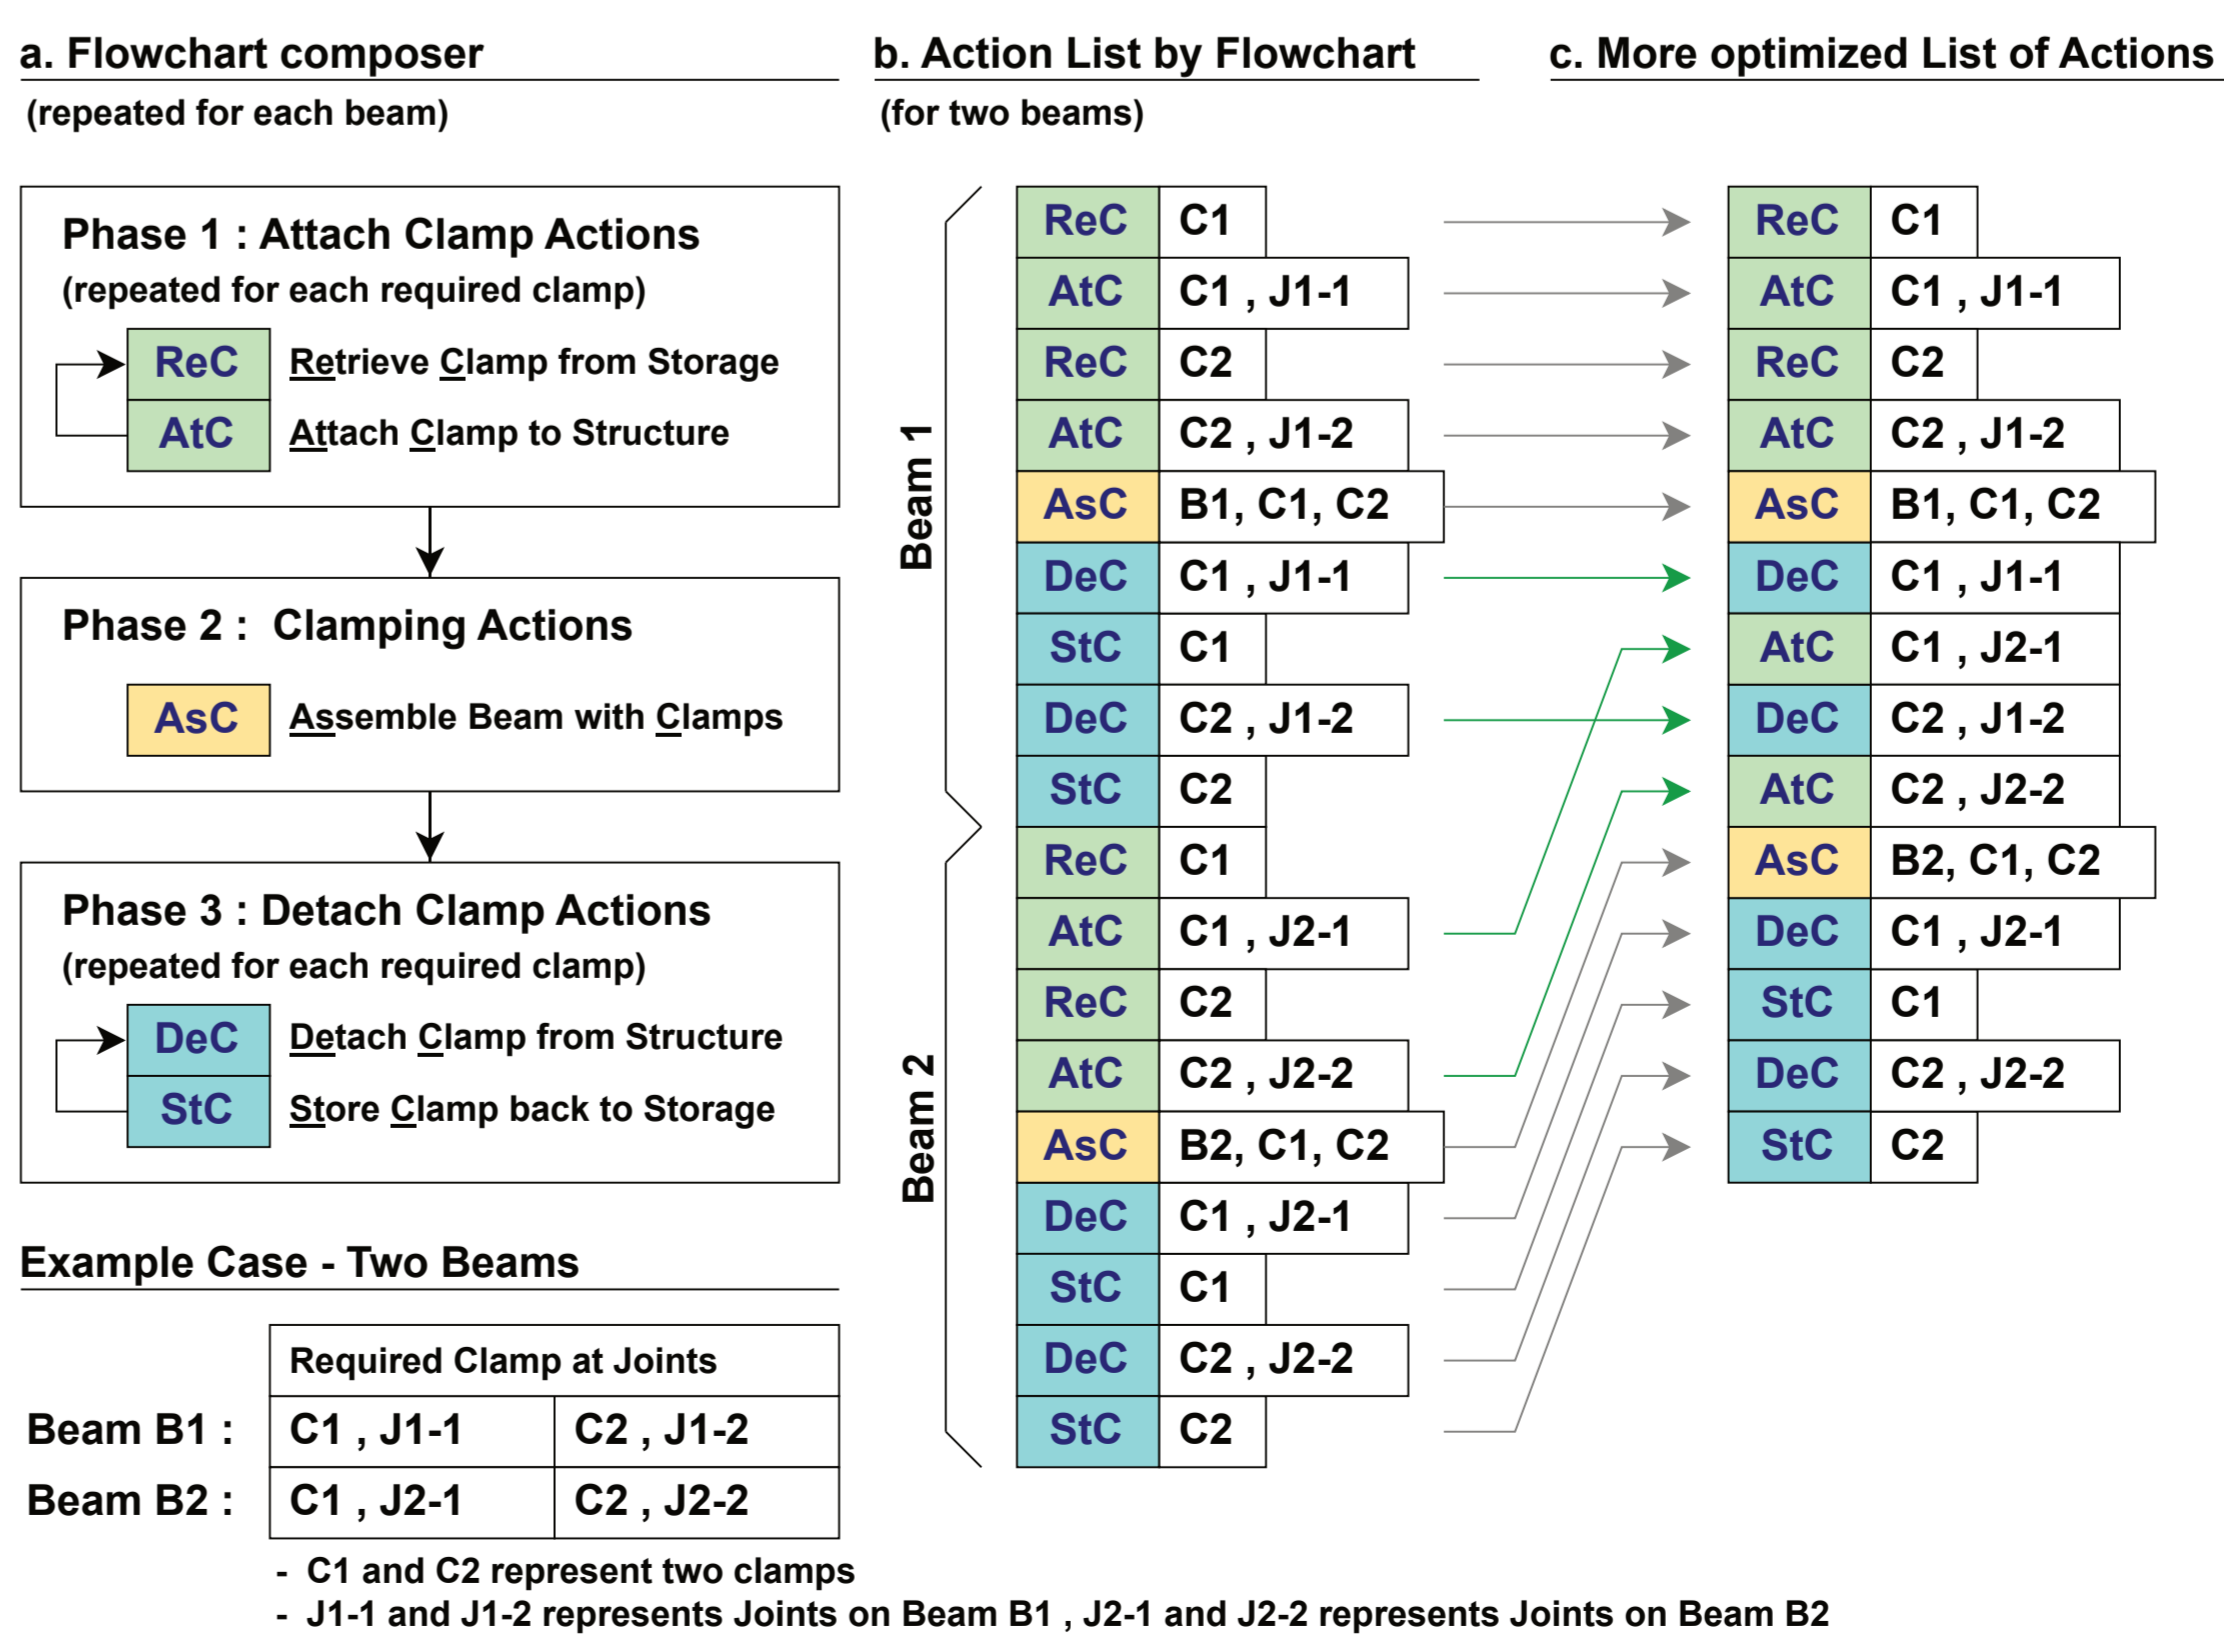 a. Flowchart composer
(repeated for each beam)
Phase 1 : Attach Clamp Actions
(repeated for each required clamp)
ReC Retrieve Clamp from Storage
AtC Attach Clamp to Structure
Phase 2 : Clamping Actions
AsC Assemble Beam with Clamps
Phase 3 : Detach Clamp Actions
(repeated for each required clamp)
DeC Detach Clamp from Structure
StC Store Clamp back to Storage
Example Case - Two Beams
Required Clamp at Joints
Beam B1 : C1 , J1-1 C2 , J1-2
Beam B2 : C1 , J2-1 C2 , J2-2
- C1 and C2 represent two clamps
- J1-1 and J1-2 represents Joints on Beam B1 , J2-1 and J2-2 represents Joints on Beam B2
b. Action List by Flowchart
(for two beams)
Beam 1
ReC C1
AtC C1 , J1-1
ReC C2
AtC C2 , J1-2
AsC B1, C1, C2
DeC C1 , J1-1
StC C1
DeC C2 , J1-2
StC C2
Beam 2
ReC C1
AtC C1 , J2-1
ReC C2
AtC C2 , J2-2
AsC B2, C1, C2
DeC C1 , J2-1
StC C1
DeC C2 , J2-2
StC C2
c. More optimized List of Actions
ReC C1
AtC C1 , J1-1
ReC C2
AtC C2 , J1-2
AsC B1, C1, C2
DeC C1 , J1-1
AtC C1 , J2-1
DeC C2 , J1-2
AtC C2 , J2-2
AsC B2, C1, C2
DeC C1 , J2-1
StC C1
DeC C2 , J2-2
StC C2